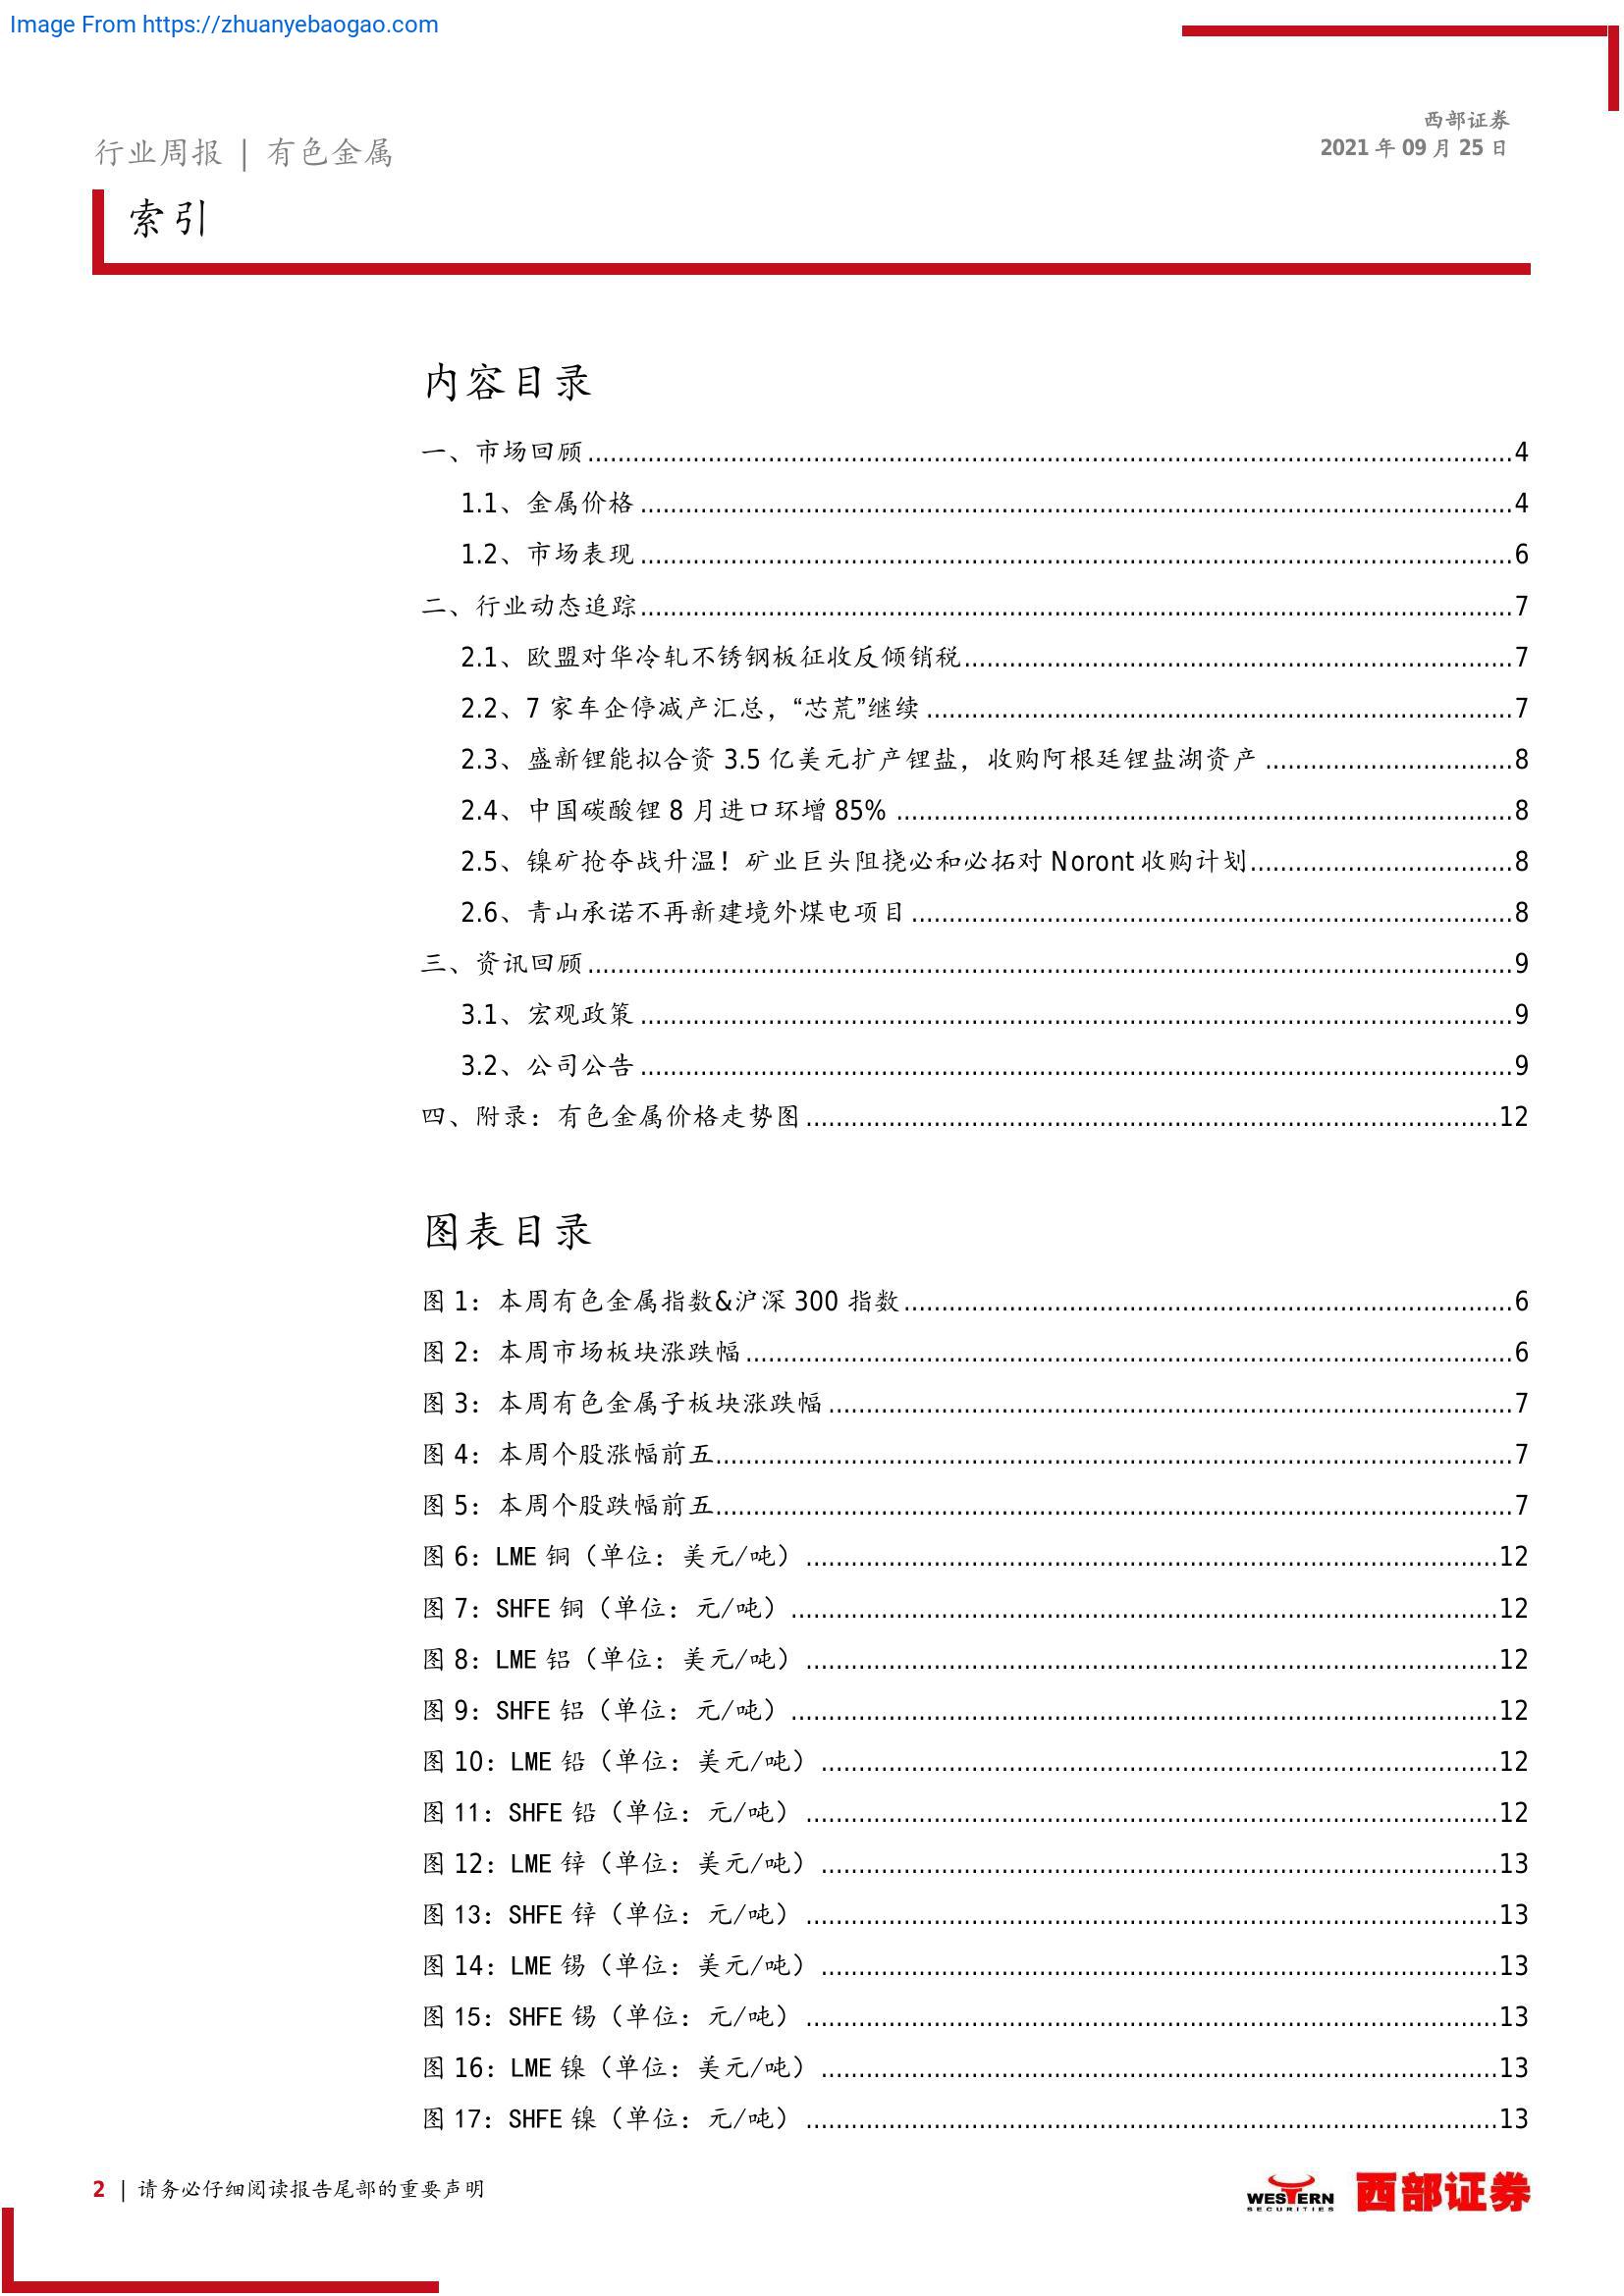 Image From https://zhuanyebaogao.com
西部证券
2021 年 09 月 25 日
行业周报 | 有色金属
索引
内容目录
一、市场回顾 ........ 4
1.1、金属价格 ........ 4
1.2、市场表现 ........ 6
二、行业动态追踪 ........ 7
2.1、欧盟对华冷轧不锈钢板征收反倾销税 ........ 7
2.2、7 家车企停减产汇总，“芯荒”继续 ........ 7
2.3、盛新锂能拟合资 3.5 亿美元扩产锂盐，收购阿根廷锂盐湖资产 ........ 8
2.4、中国碳酸锂 8 月进口环增 85% ........ 8
2.5、镍矿抢夺战升温！矿业巨头阻挠必和必拓对 Noront 收购计划 ........ 8
2.6、青山承诺不再新建境外煤电项目 ........ 8
三、资讯回顾 ........ 9
3.1、宏观政策 ........ 9
3.2、公司公告 ........ 9
四、附录：有色金属价格走势图 ........ 12
图表目录
图 1：本周有色金属指数&沪深 300 指数 ........ 6
图 2：本周市场板块涨跌幅 ........ 6
图 3：本周有色金属子板块涨跌幅 ........ 7
图 4：本周个股涨幅前五 ........ 7
图 5：本周个股跌幅前五 ........ 7
图 6：LME 铜（单位：美元/吨） ........ 12
图 7：SHFE 铜（单位：元/吨） ........ 12
图 8：LME 铝（单位：美元/吨） ........ 12
图 9：SHFE 铝（单位：元/吨） ........ 12
图 10：LME 铅（单位：美元/吨） ........ 12
图 11：SHFE 铅（单位：元/吨） ........ 12
图 12：LME 锌（单位：美元/吨） ........ 13
图 13：SHFE 锌（单位：元/吨） ........ 13
图 14：LME 锡（单位：美元/吨） ........ 13
图 15：SHFE 锡（单位：元/吨） ........ 13
图 16：LME 镍（单位：美元/吨） ........ 13
图 17：SHFE 镍（单位：元/吨） ........ 13
2 | 请务必仔细阅读报告尾部的重要声明
WESTERN
SECURITIES
西部证券